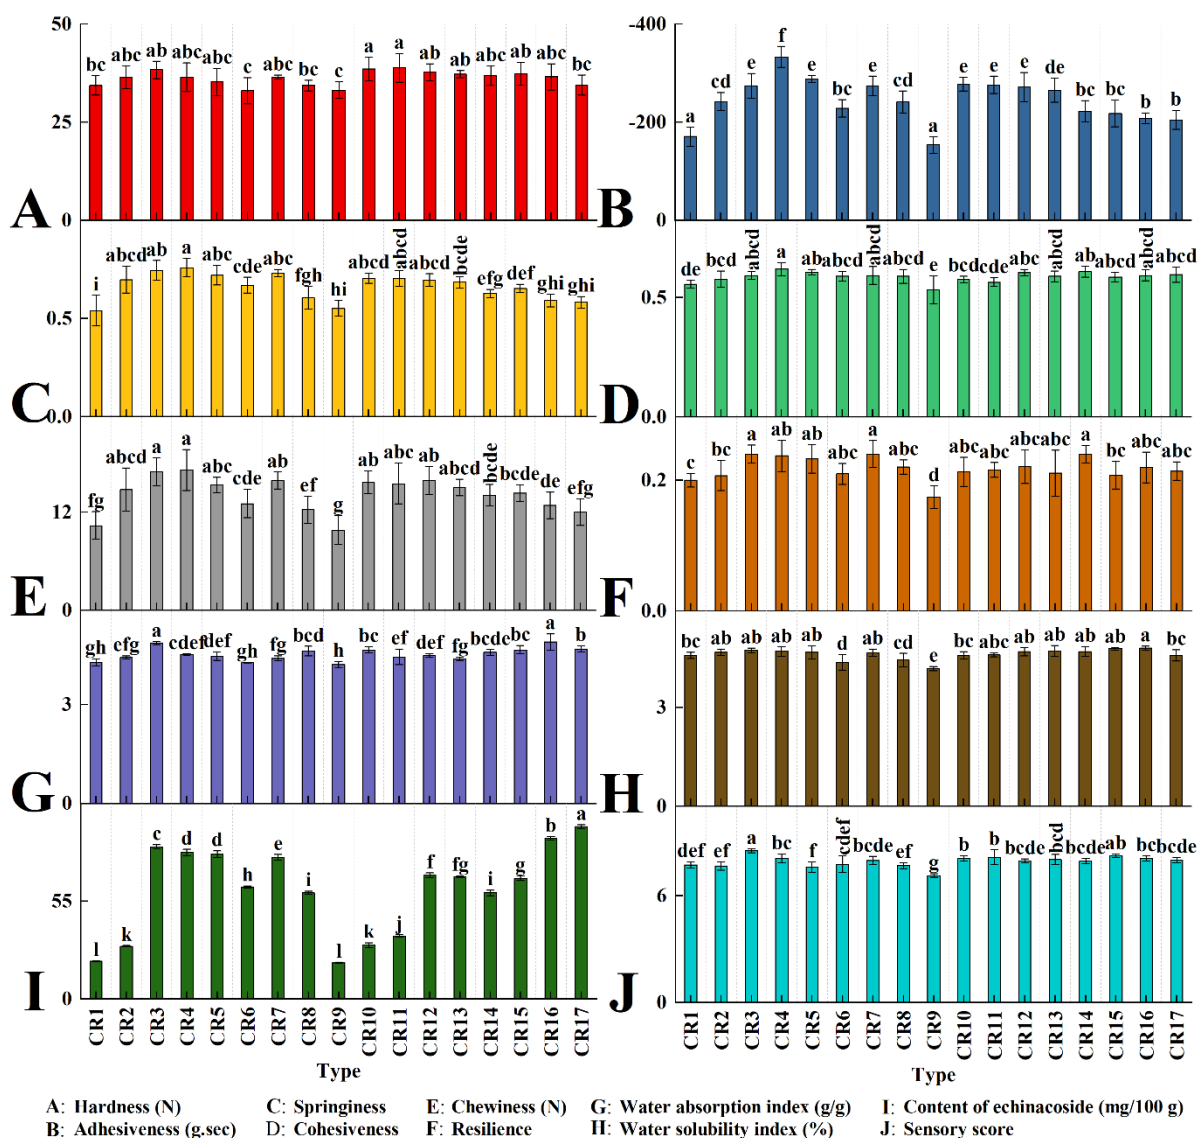 50
25
0
A
bc abc ab abc abc c abc bc c a a ab ab abc abc abc bc
-400
-200
0
B
a cd e f e bc e cd a e e e de bc bc b b
0.5
0.0
C
i abcd ab a abc cde abc fgh hi abc abcd abc bcde efg def ghi ghi
0.5
0.0
D
de bcd abcd a ab abcd abcd abcd e bcd cde abc abcd ab abcd abcd abc
12
0
E
fg abcd a a abc cde ab ef g ab abc ab abcd bcde bcde de efg
0.2
0.0
F
c bc a ab ab bc a abc d abc abc abc abc a bc abc abc
3
0
G
gh efg a cdef def gh fg bcd h bc ef def fg bcde bc a b
3
0
H
bc ab ab ab ab d ab cd e bc abc ab ab ab ab a bc
55
0
I
l k c d d h e i l k j f fg i g b a
6
0
J
def ef a bc f cdef bcde ef g b b bcde bcd bcde ab bc bcde
CR1 CR2 CR3 CR4 CR5 CR6 CR7 CR8 CR9 CR10 CR11 CR12 CR13 CR14 CR15 CR16 CR17
Type
CR1 CR2 CR3 CR4 CR5 CR6 CR7 CR8 CR9 CR10 CR11 CR12 CR13 CR14 CR15 CR16 CR17
Type
A: Hardness (N) C: Springiness E: Chewiness (N) G: Water absorption index (g/g) I: Content of echinacoside (mg/100 g)
B: Adhesiveness (g.sec) D: Cohesiveness F: Resilience H: Water solubility index (%) J: Sensory score